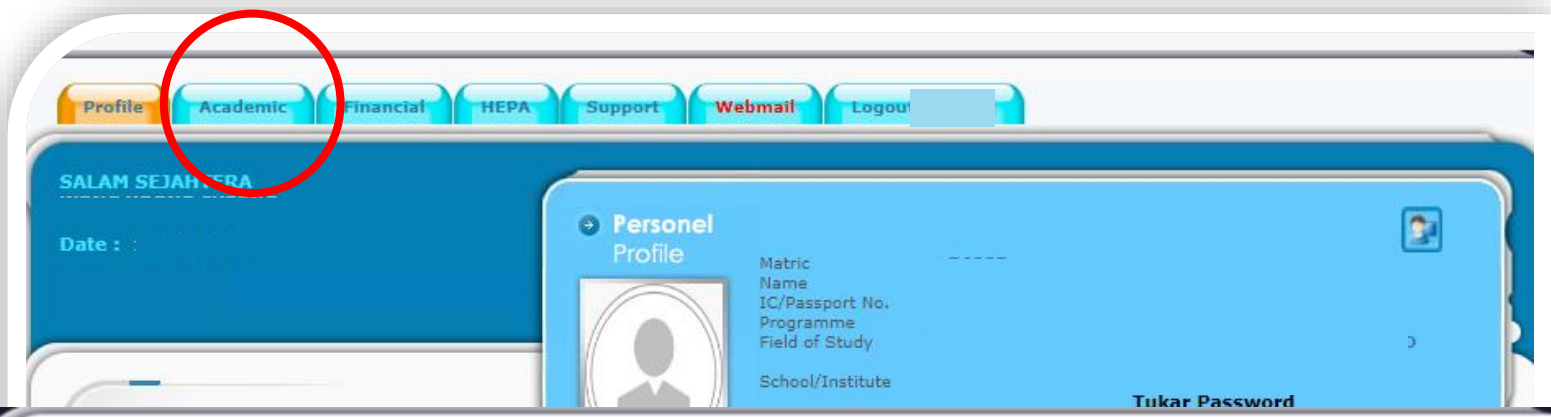 Profile Academic Financial HEPA Support Webmail
SALAM SEJAHTERA
Date :
Personel
Profile
Matric
Name
IC/Passport No.
Programme
Field of Study
School/Institute
Tukar Password